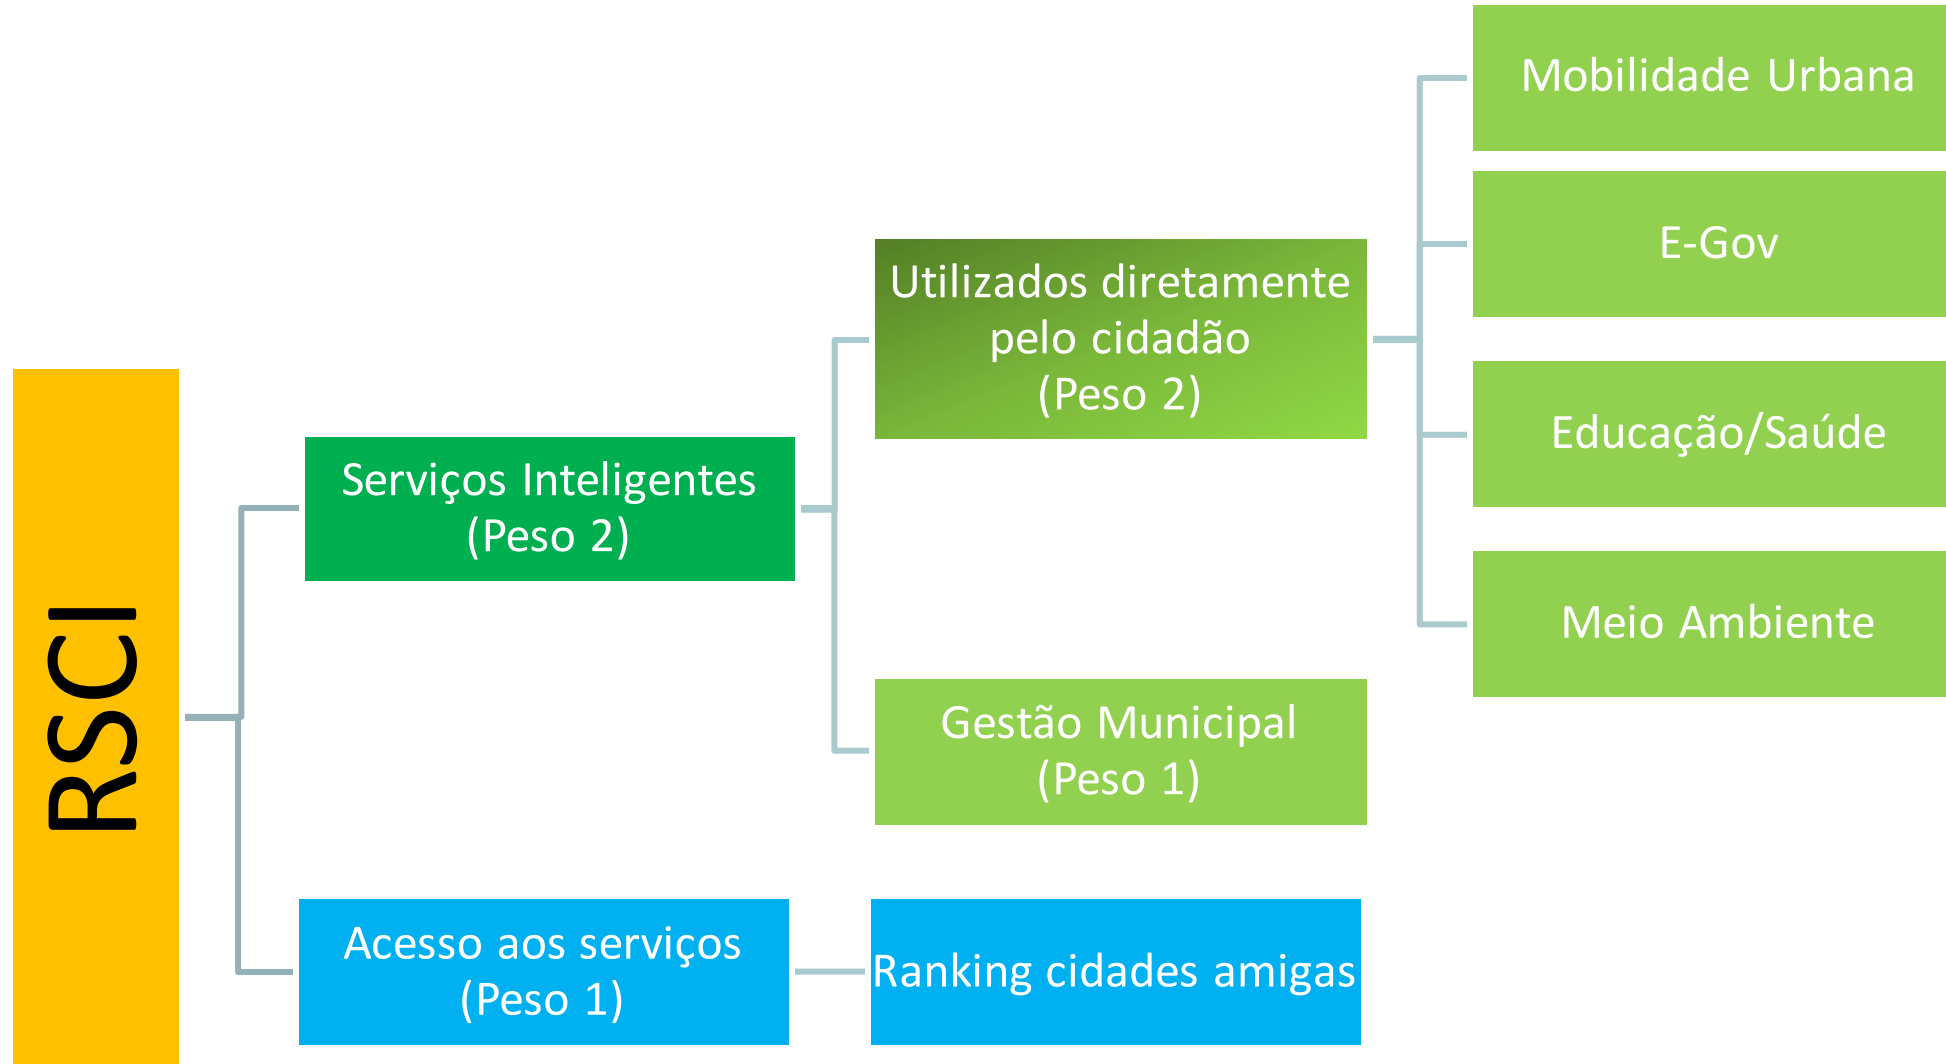 RSCI
Serviços Inteligentes
(Peso 2)
Utilizados diretamente
pelo cidadão
(Peso 2)
Mobilidade Urbana
E-Gov
Educação/Saúde
Meio Ambiente
Gestão Municipal
(Peso 1)
Acesso aos serviços
(Peso 1)
Ranking cidades amigas